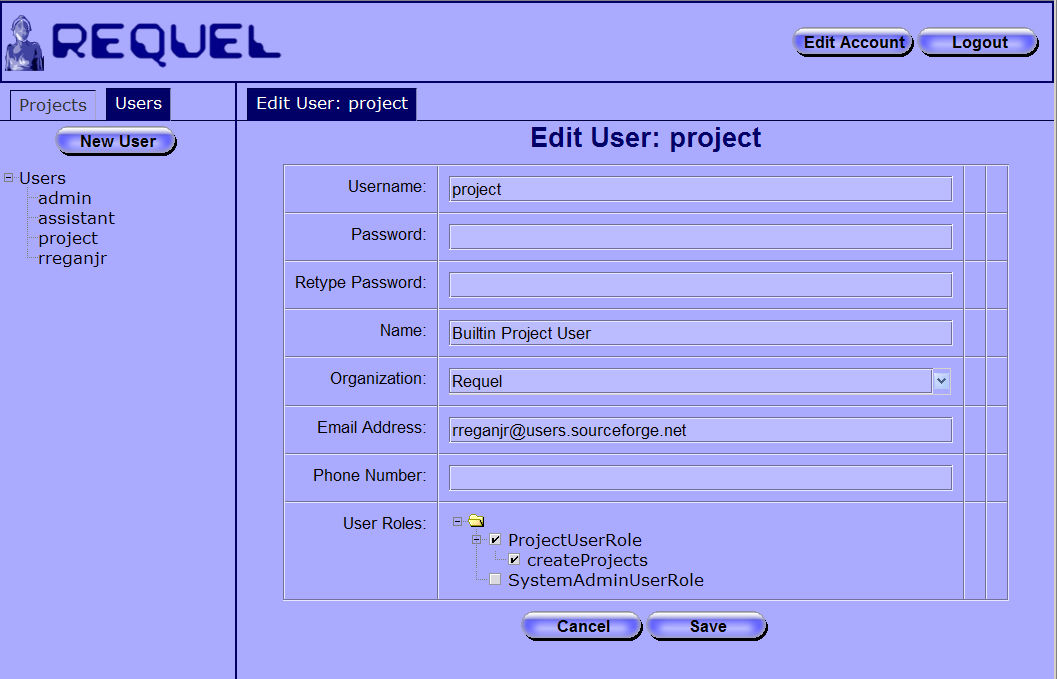 REQUEL
Edit Account
Logout
Projects
Users
Edit User: project
New User
Users
admin
assistant
project
rreganjr
Edit User: project
Username: project
Password:
Retype Password:
Name: Builtin Project User
Organization: Requel
Email Address: rreganjr@users.sourceforge.net
Phone Number:
User Roles:
ProjectUserRole
createProjects
SystemAdminUserRole
Cancel
Save